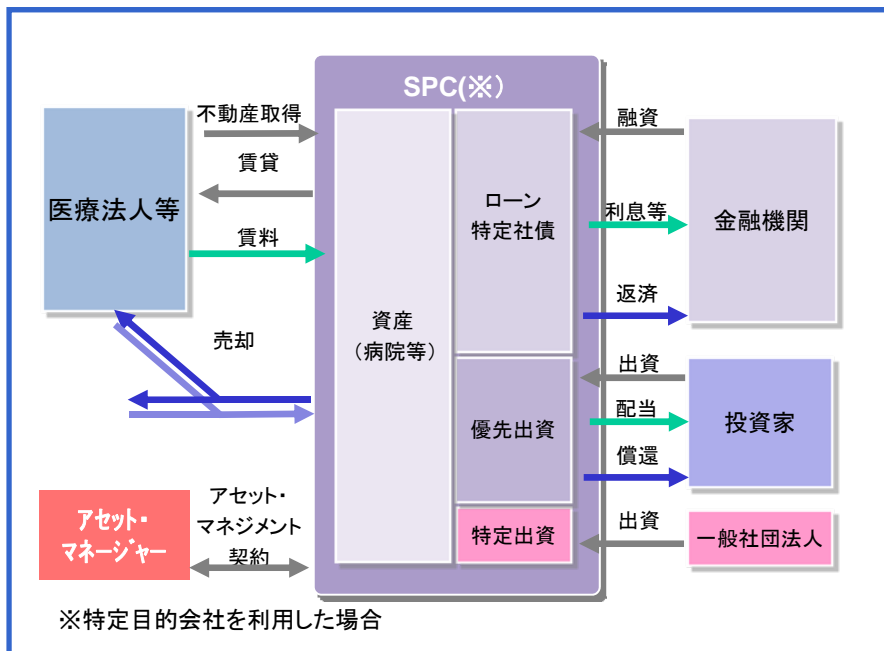 SPC(※)
不動産取得
賃貸
医療法人等
賃料
売却
資産
(病院等)
ローン
特定社債
優先出資
特定出資
融資
利息等
返済
金融機関
出資
配当
償還
投資家
出資
一般社団法人
アセット・
マネージャー
アセット・
マネジメント
契約
※特定目的会社を利用した場合